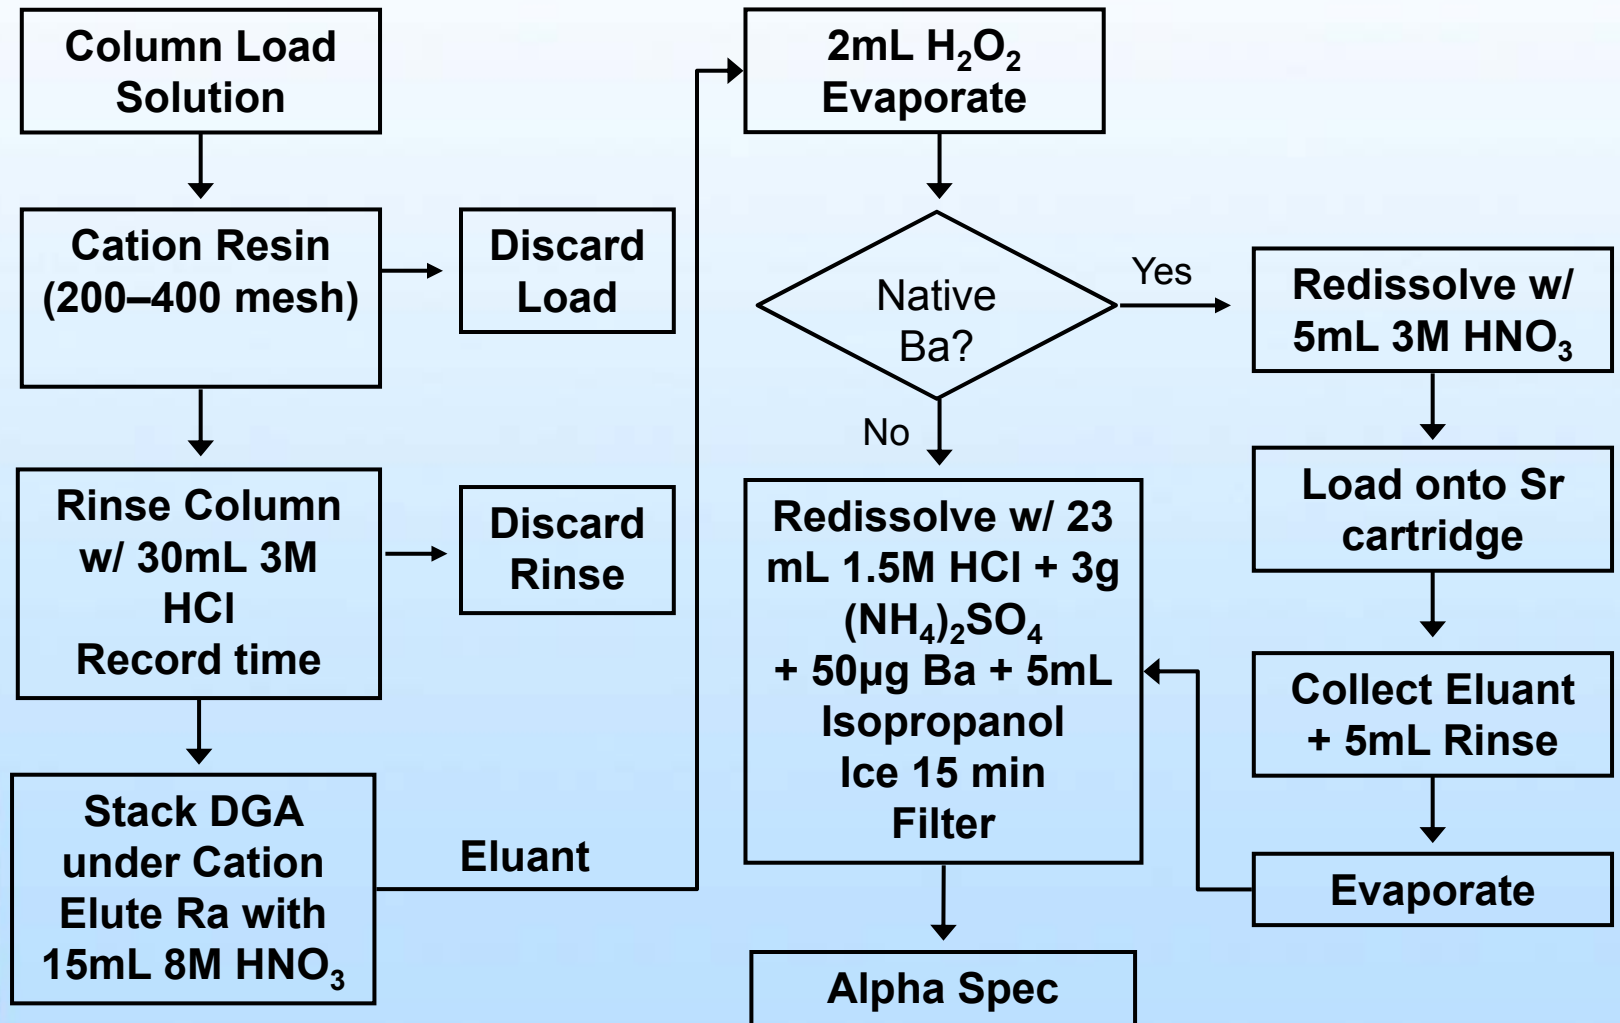 Column Load
Solution
Cation Resin
(200–400 mesh)
Discard
Load
Rinse Column
w/ 30mL 3M
HCl
Record time
Discard
Rinse
Stack DGA
under Cation
Elute Ra with
15mL 8M HNO₃
Eluant
2mL H₂O₂
Evaporate
Native
Ba?
Yes
No
Redissolve w/
5mL 3M HNO₃
Load onto Sr
cartridge
Collect Eluant
+ 5mL Rinse
Evaporate
Redissolve w/ 23
mL 1.5M HCl + 3g
(NH₄)₂SO₄
+ 50µg Ba + 5mL
Isopropanol
Ice 15 min
Filter
Alpha Spec